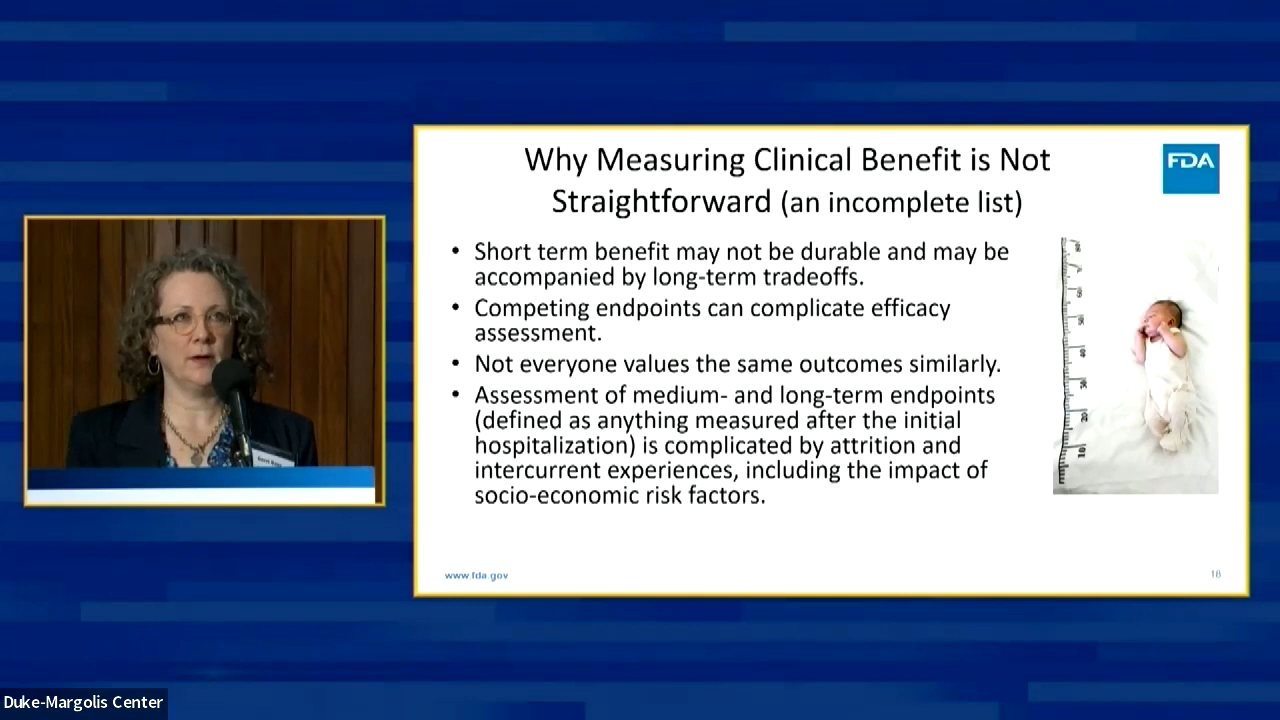 Why Measuring Clinical Benefit is Not
Straightforward (an incomplete list)
FDA
• Short term benefit may not be durable and may be
accompanied by long-term tradeoffs.
• Competing endpoints can complicate efficacy
assessment.
• Not everyone values the same outcomes similarly.
• Assessment of medium- and long-term endpoints
(defined as anything measured after the initial
hospitalization) is complicated by attrition and
intercurrent experiences, including the impact of
socio-economic risk factors.
www.fda.gov
18
Duke-Margolis Center